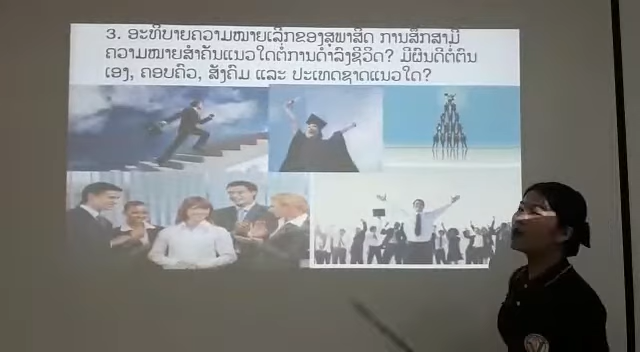 3. ອະທິບາຍຄວາມໝາຍເລິກຂອງສຸພາສິດ ການສຶກສາມີ
ຄວາມໝາຍສຳຄັນແນວໃດຕໍ່ການດຳລົງຊີວິດ? ມີຜົນດີຕໍ່ຕົນ
ເອງ, ຄອບຄົວ, ສັງຄົມ ແລະ ປະເທດຊາດແນວໃດ?